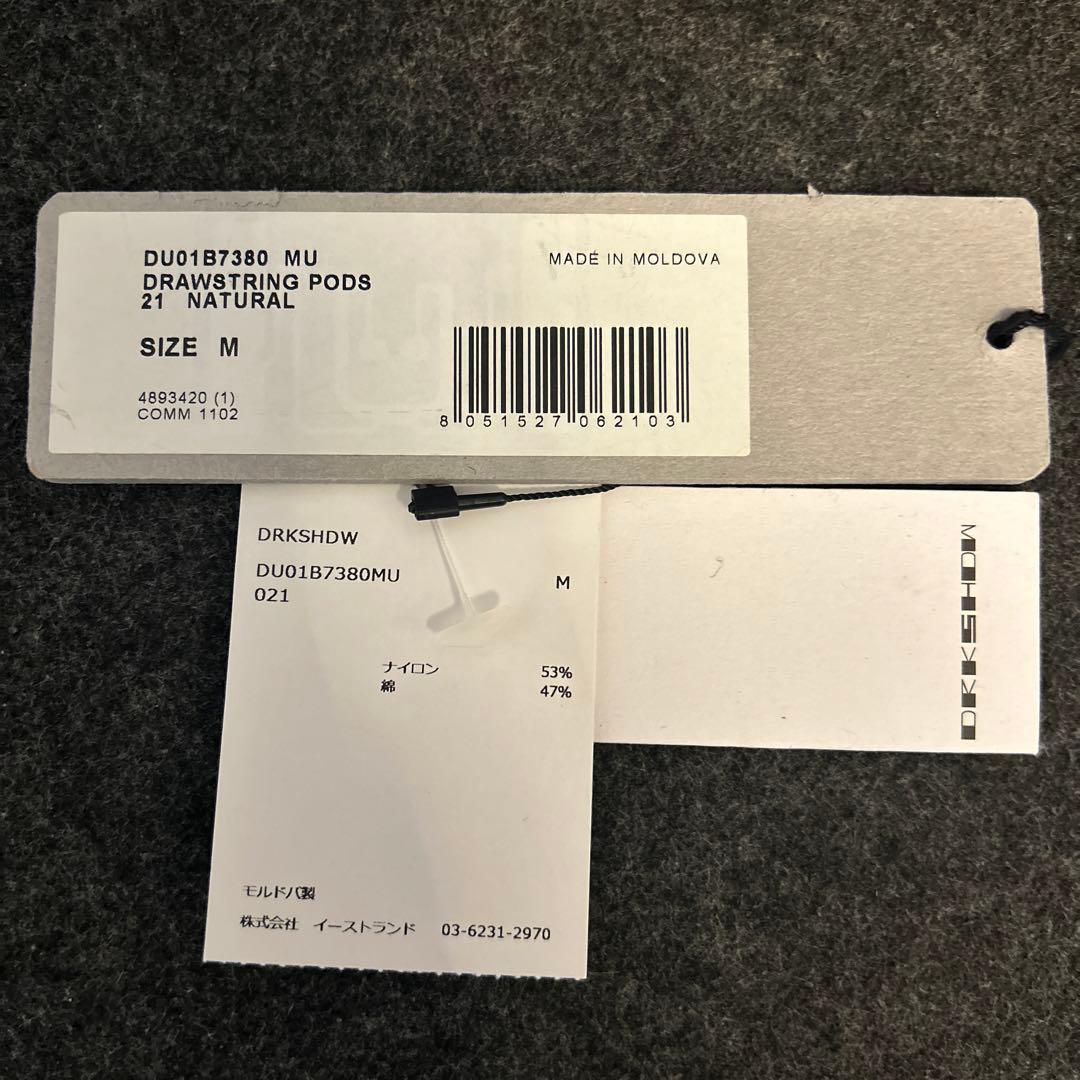 DU01B7380 MU
MADE IN MOLDOVA
DRAWSTRING PODS
21 NATURAL
SIZE M
4893420 (1)
COMM 1102
8 051527 062103
DRKSHDW
DU01B7380MU
M
021
ナイロン 53%
綿 47%
モルドバ製
株式会社 イーストランド 03-6231-2970
DRKSHDW